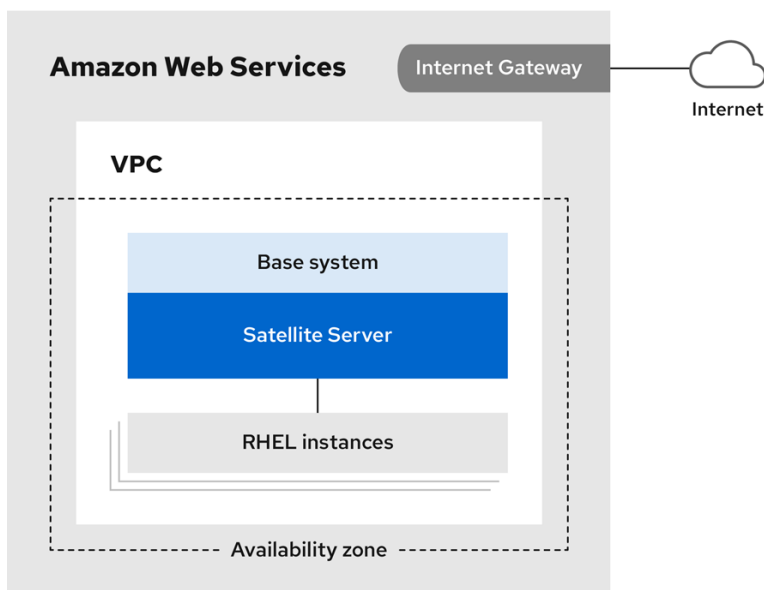 Amazon Web Services
Internet Gateway
Internet
VPC
Base system
Satellite Server
RHEL instances
Availability zone